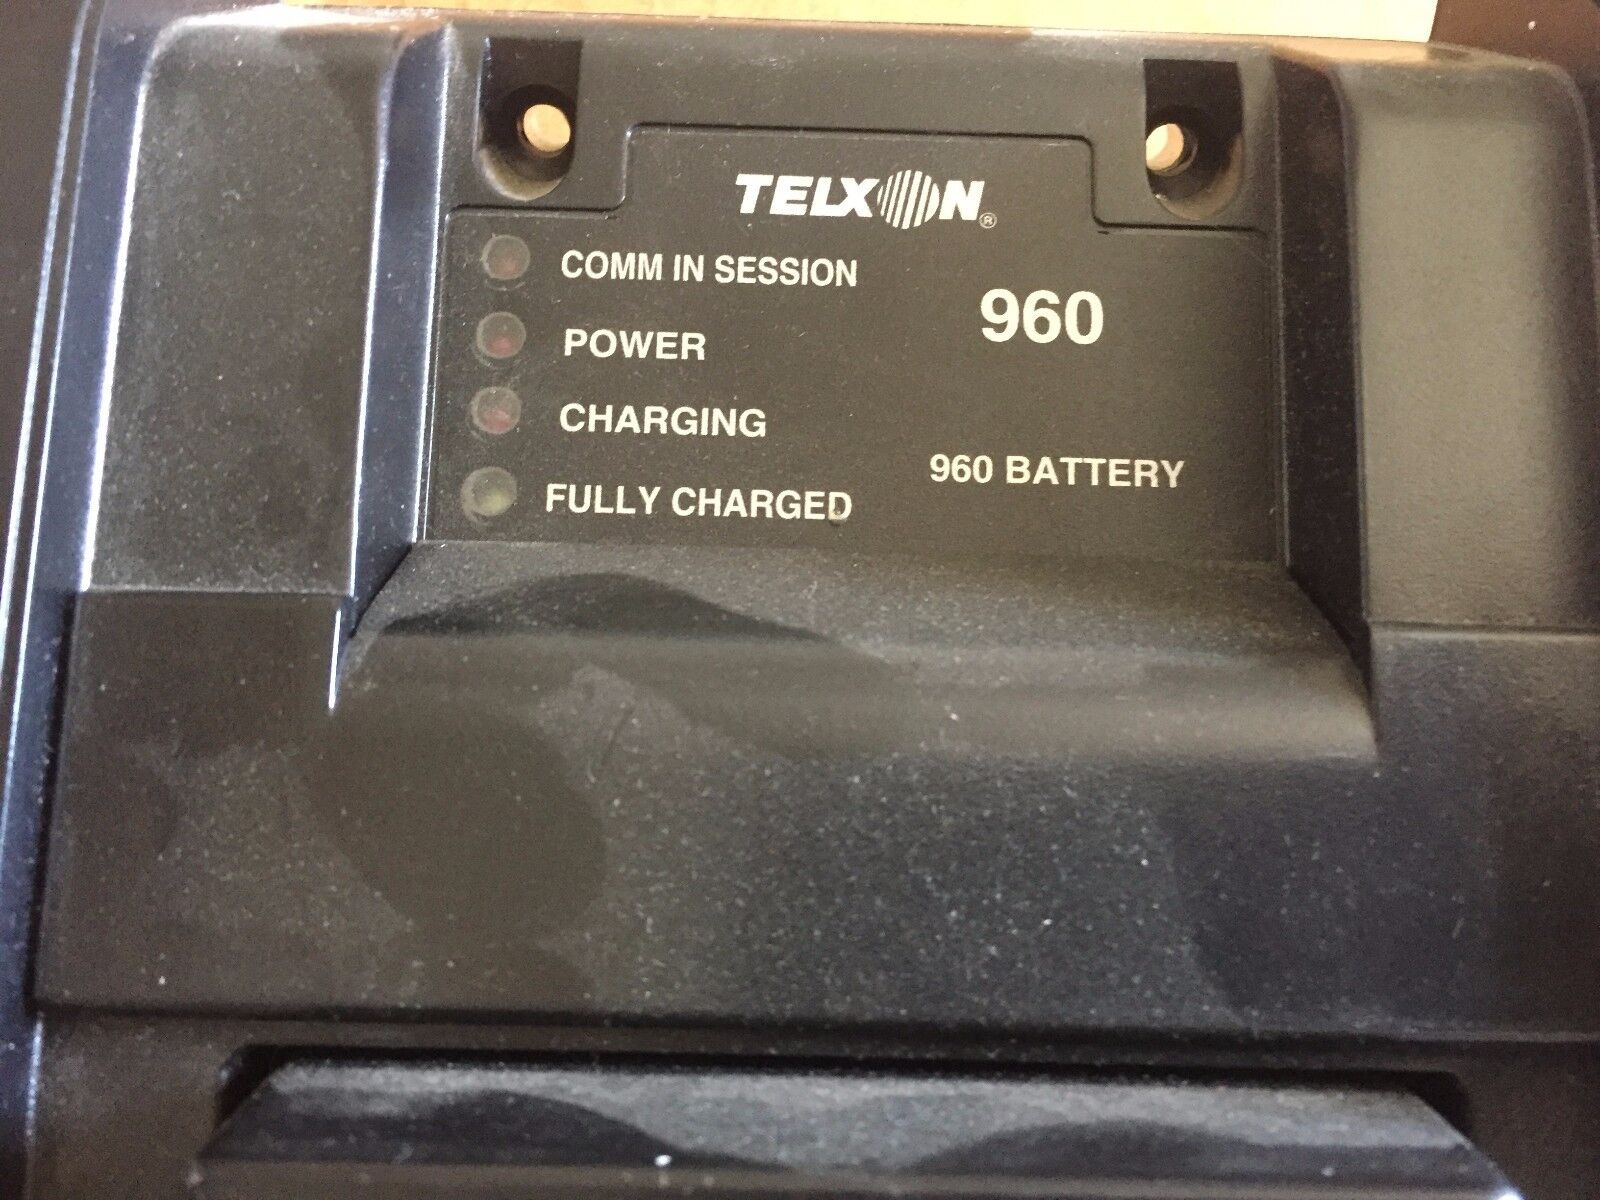 TELXON®
COMM IN SESSION
960
POWER
CHARGING
960 BATTERY
FULLY CHARGED